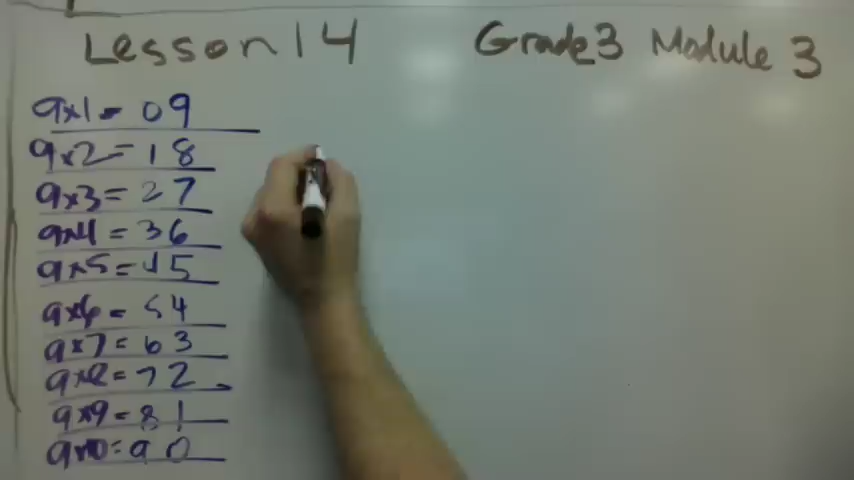 Lesson 14
Grade 3 Module 3
9x1= 09
9x2= 18
9x3= 27
9x4= 36
9x5= 45
9x6= 54
9x7= 63
9x8= 72
9x9= 81
9x10= 90